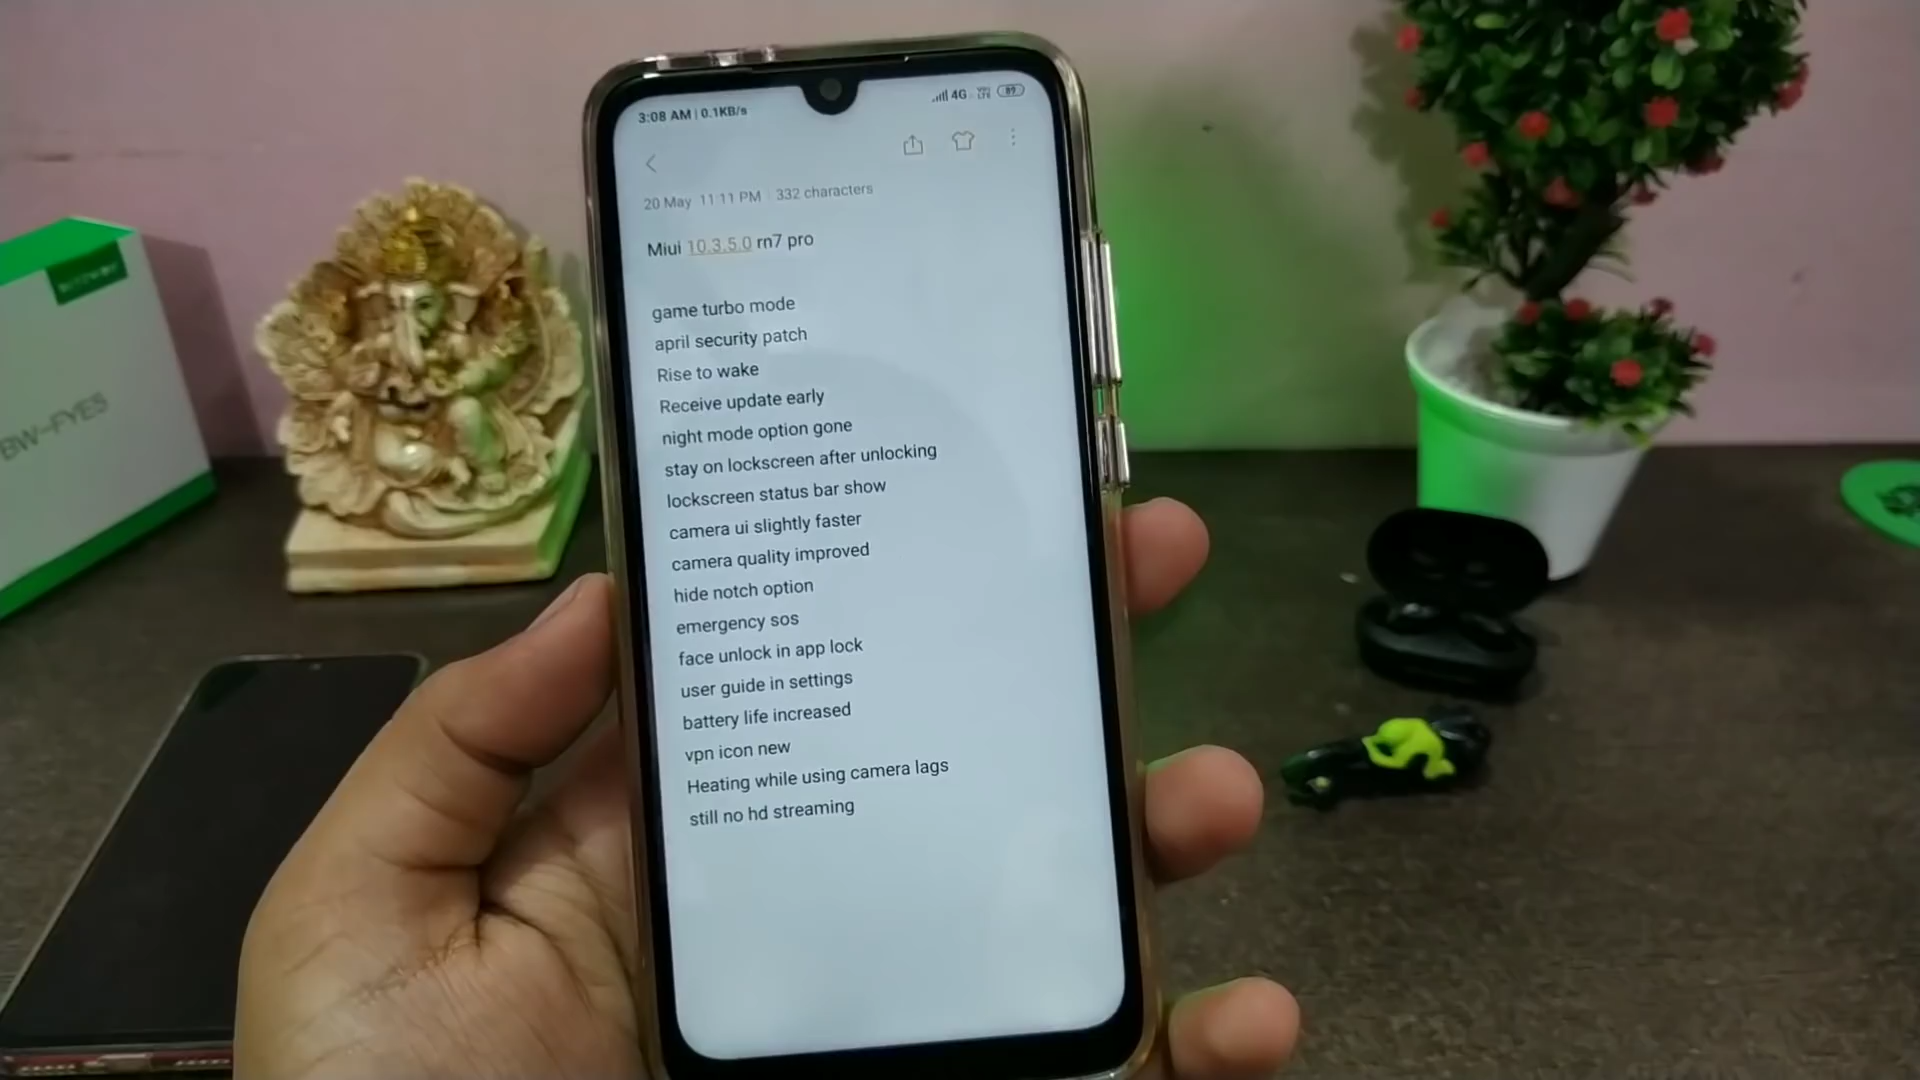 3:08 AM | 0.1KB/s
4G
89
20 May 11:11 PM 332 characters
Miui 10.3.5.0 rn7 pro
game turbo mode
april security patch
Rise to wake
Receive update early
night mode option gone
stay on lockscreen after unlocking
lockscreen status bar show
camera ui slightly faster
camera quality improved
hide notch option
emergency sos
face unlock in app lock
user guide in settings
battery life increased
vpn icon new
Heating while using camera lags
still no hd streaming
BW-FYE5